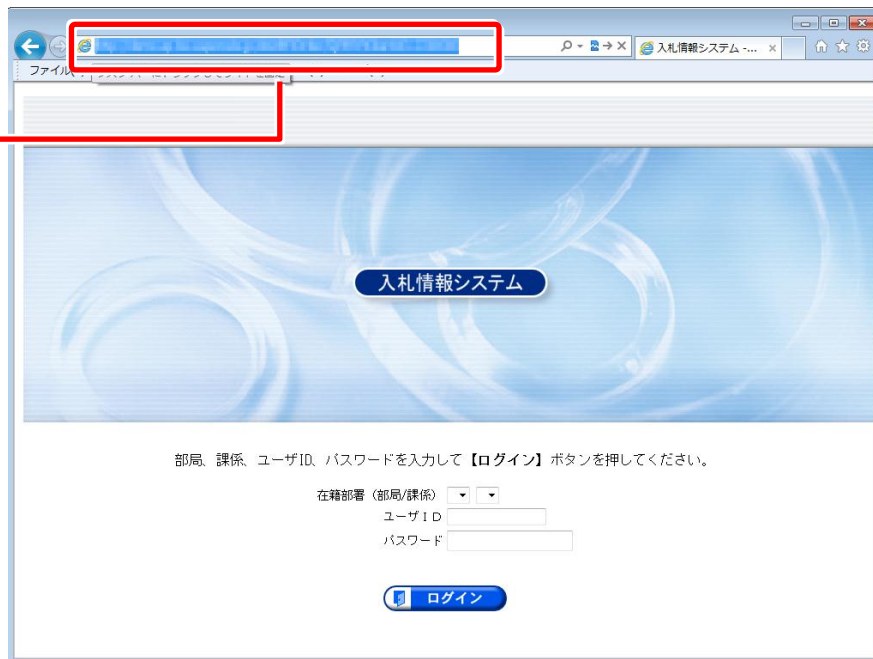 入札情報システム -...
ファイル(
入札情報システム
部局、課係、ユーザID、パスワードを入力して【ログイン】ボタンを押してください。
在籍部署（部局/課係）
ユーザＩＤ
パスワード
ログイン